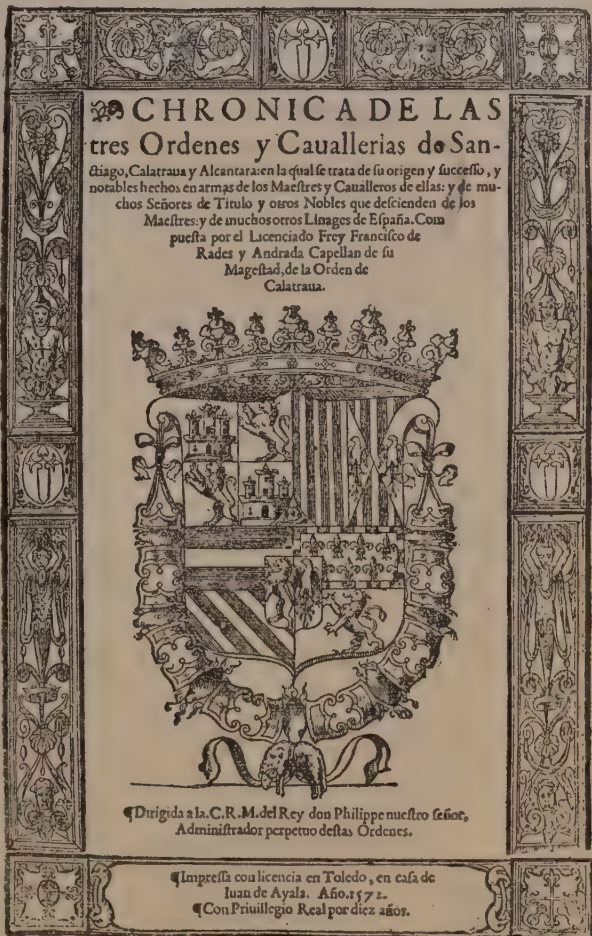 CHRONICA DE LAS
tres Ordenes y Cauallerias de San-
ctiago, Calatraua y Alcantara: en la qual se trata de su origen y successo, y
notables hechos en armas de los Maestres y Caualleros de ellas: y de mu-
chos Señores de Titulo y otros Nobles que descienden de los
Maestres: y de muchos otros Linages de España. Com
puesta por el Licenciado Frey Francisco de
Rades y Andrada Capellan de su
Magestad, de la Orden de
Calatraua.
¶Dirigida a la. C. R. M. del Rey don Philippe nuestro señor,
Administrador perpetuo destas Ordenes.
¶Impressa con licencia en Toledo, en casa de
Iuan de Ayala. Año. 1572.
¶Con Priuillegio Real por diez años.